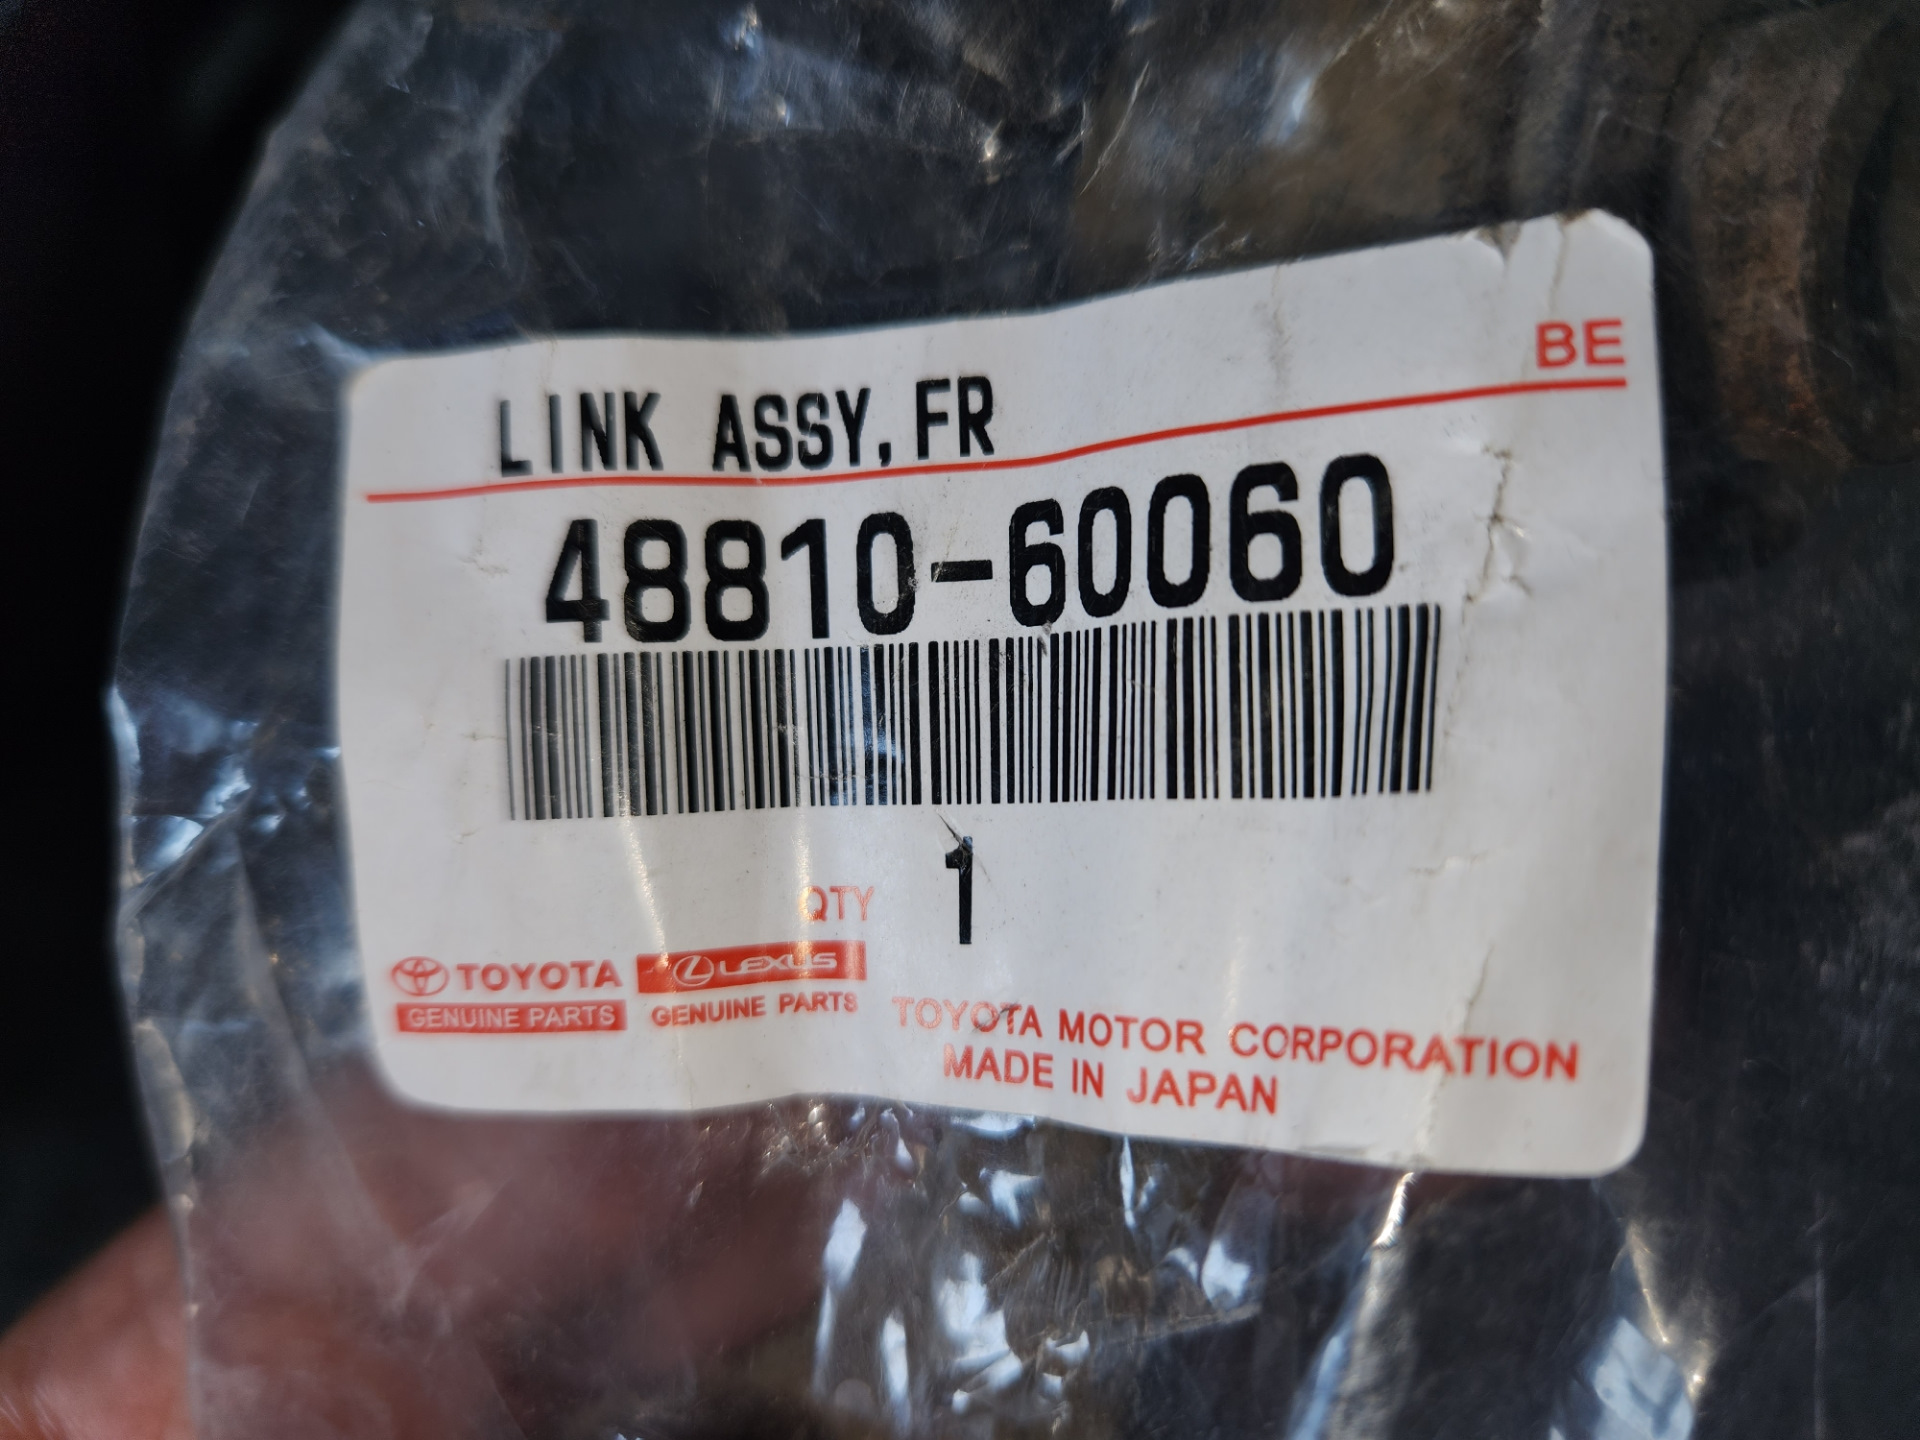 BE
LINK ASSY,FR
48810-60060
1
QTY
TOYOTA LEXUS
GENUINE PARTS GENUINE PARTS
TOYOTA MOTOR CORPORATION
MADE IN JAPAN